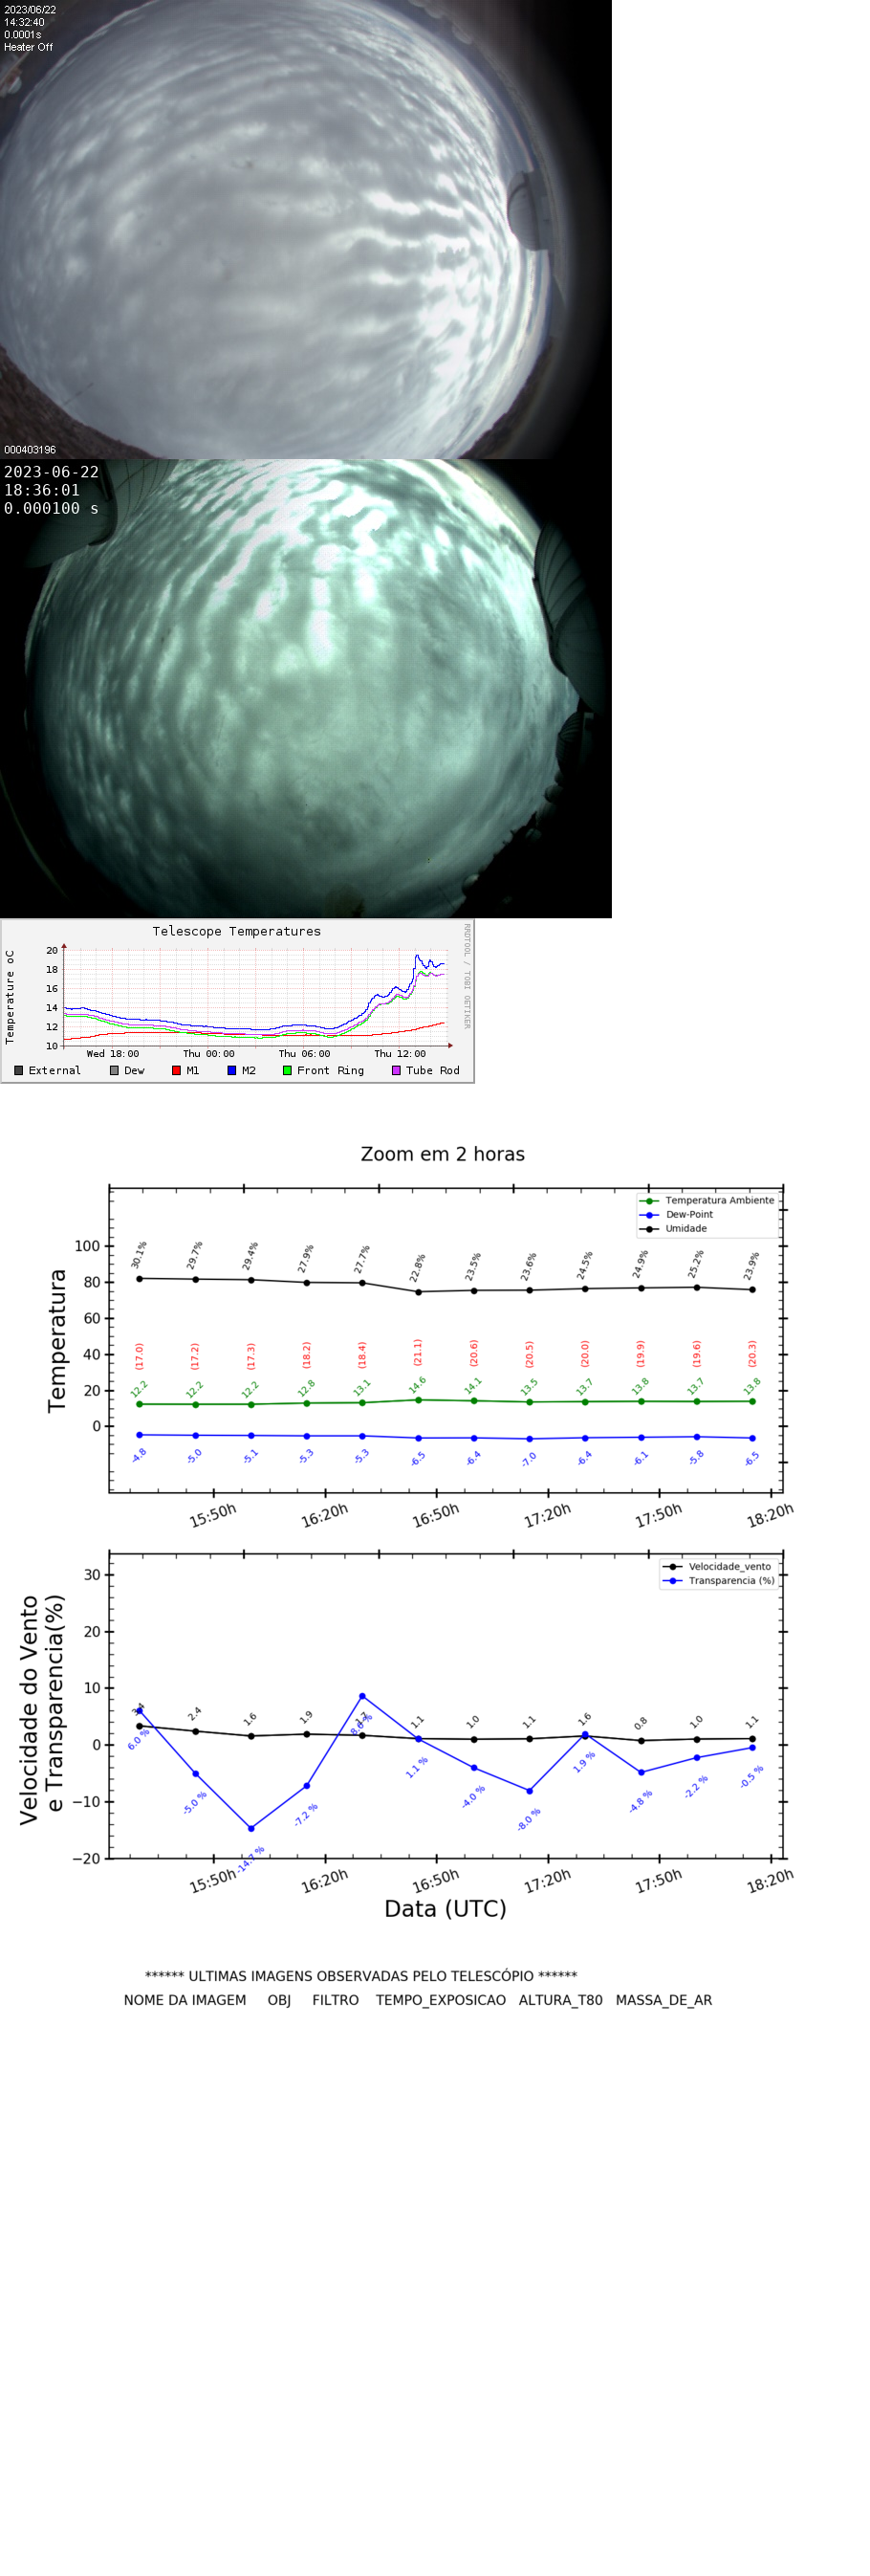 2023/06/22
14:32:40
0.0001s
Heater Off
000403196
2023-06-22
18:36:01
0.000100 s
Telescope Temperatures
RRDTOOL / TOBI OETIKER
Temperature oC
20
18
16
14
12
10
Wed 18:00 Thu 00:00 Thu 06:00 Thu 12:00
External Dew M1 M2 Front Ring Tube Rod
Zoom em 2 horas
Temperatura Ambiente
Dew-Point
Umidade
Temperatura
100
80
60
40
20
0
30.1% 29.7% 29.4% 27.9% 27.7% 22.8% 23.5% 23.6% 24.5% 24.9% 25.2% 23.9%
(17.0) (17.2) (17.3) (18.2) (18.4) (21.1) (20.6) (20.5) (20.0) (19.9) (19.6) (20.3)
12.2 12.2 12.2 12.8 13.1 14.6 14.1 13.5 13.7 13.8 13.7 13.8
-4.8 -5.0 -5.1 -5.3 -5.3 -6.5 -6.4 -7.0 -6.4 -6.1 -5.8 -6.5
15:50h 16:20h 16:50h 17:20h 17:50h 18:20h
Velocidade_vento
Transparencia (%)
Velocidade do Vento
e Transparencia(%)
30
20
10
0
−10
−20
3.4 2.4 1.6 1.9 1.7 1.1 1.0 1.1 1.6 0.8 1.0 1.1
6.0 % -5.0 % -14.7 % -7.2 % 8.6 % 1.1 % -4.0 % -8.0 % 1.9 % -4.8 % -2.2 % -0.5 %
15:50h 16:20h 16:50h 17:20h 17:50h 18:20h
Data (UTC)
****** ULTIMAS IMAGENS OBSERVADAS PELO TELESCÓPIO ******
NOME DA IMAGEM OBJ FILTRO TEMPO_EXPOSICAO ALTURA_T80 MASSA_DE_AR